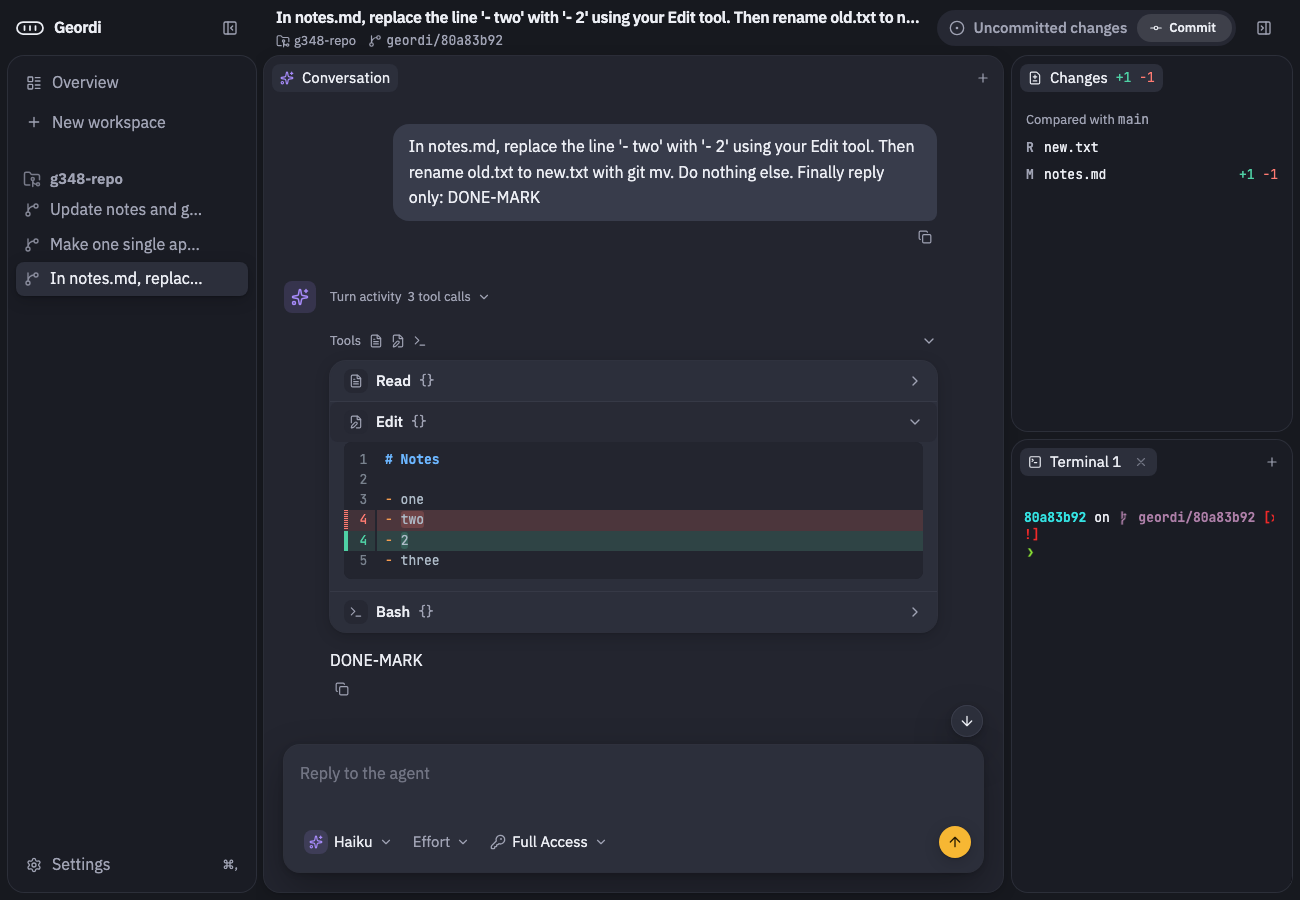 Geordi
In notes.md, replace the line '- two' with '- 2' using your Edit tool. Then rename old.txt to n...
g348-repo geordi/80a83b92
Uncommitted changes
Commit
Overview
New workspace
g348-repo
Update notes and g...
Make one single ap...
In notes.md, replac...
Settings
⌘,
Conversation
In notes.md, replace the line '- two' with '- 2' using your Edit tool. Then
rename old.txt to new.txt with git mv. Do nothing else. Finally reply
only: DONE-MARK
Turn activity 3 tool calls
Tools
Read {}
Edit {}
1 # Notes
2
3 - one
4 - two
4 - 2
5 - three
Bash {}
DONE-MARK
Reply to the agent
Haiku Effort Full Access
Changes +1 -1
Compared with main
R new.txt
M notes.md +1 -1
Terminal 1
80a83b92 on geordi/80a83b92 [
!]
❯